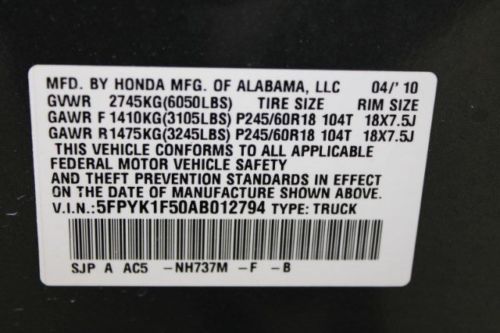 MFD. BY HONDA MFG. OF ALABAMA, LLC 04/'10
GVWR 2745KG(6050LBS) TIRE SIZE RIM SIZE
GAWR F 1410KG(3105LBS) P245/60R18 104T 18X7.5J
GAWR R1475KG(3245LBS) P245/60R18 104T 18X7.5J
THIS VEHICLE CONFORMS TO ALL APPLICABLE
FEDERAL MOTOR VEHICLE SAFETY
AND THEFT PREVENTION STANDARDS IN EFFECT
ON THE DATE OF MANUFACTURE SHOWN ABOVE.
V.I.N.:5FPYK1F50AB012794 TYPE: TRUCK
SJP A AC5 -NH737M -F -B